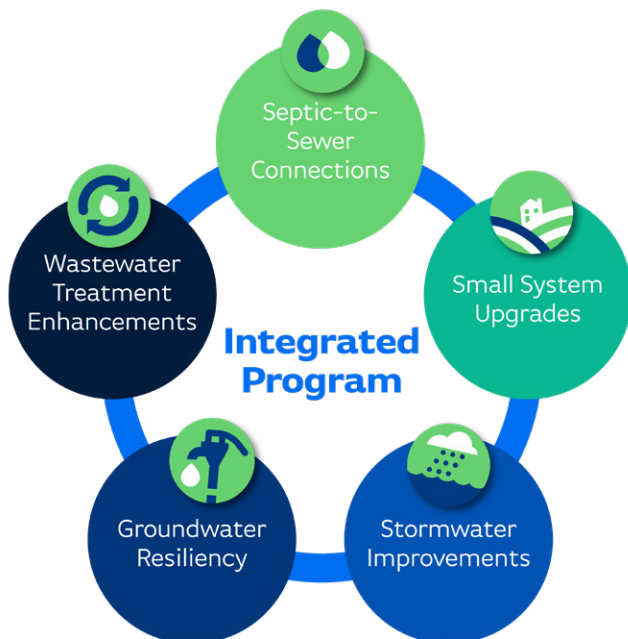 Septic-to-
Sewer
Connections
Wastewater
Treatment
Enhancements
Small System
Upgrades
Integrated
Program
Groundwater
Resiliency
Stormwater
Improvements